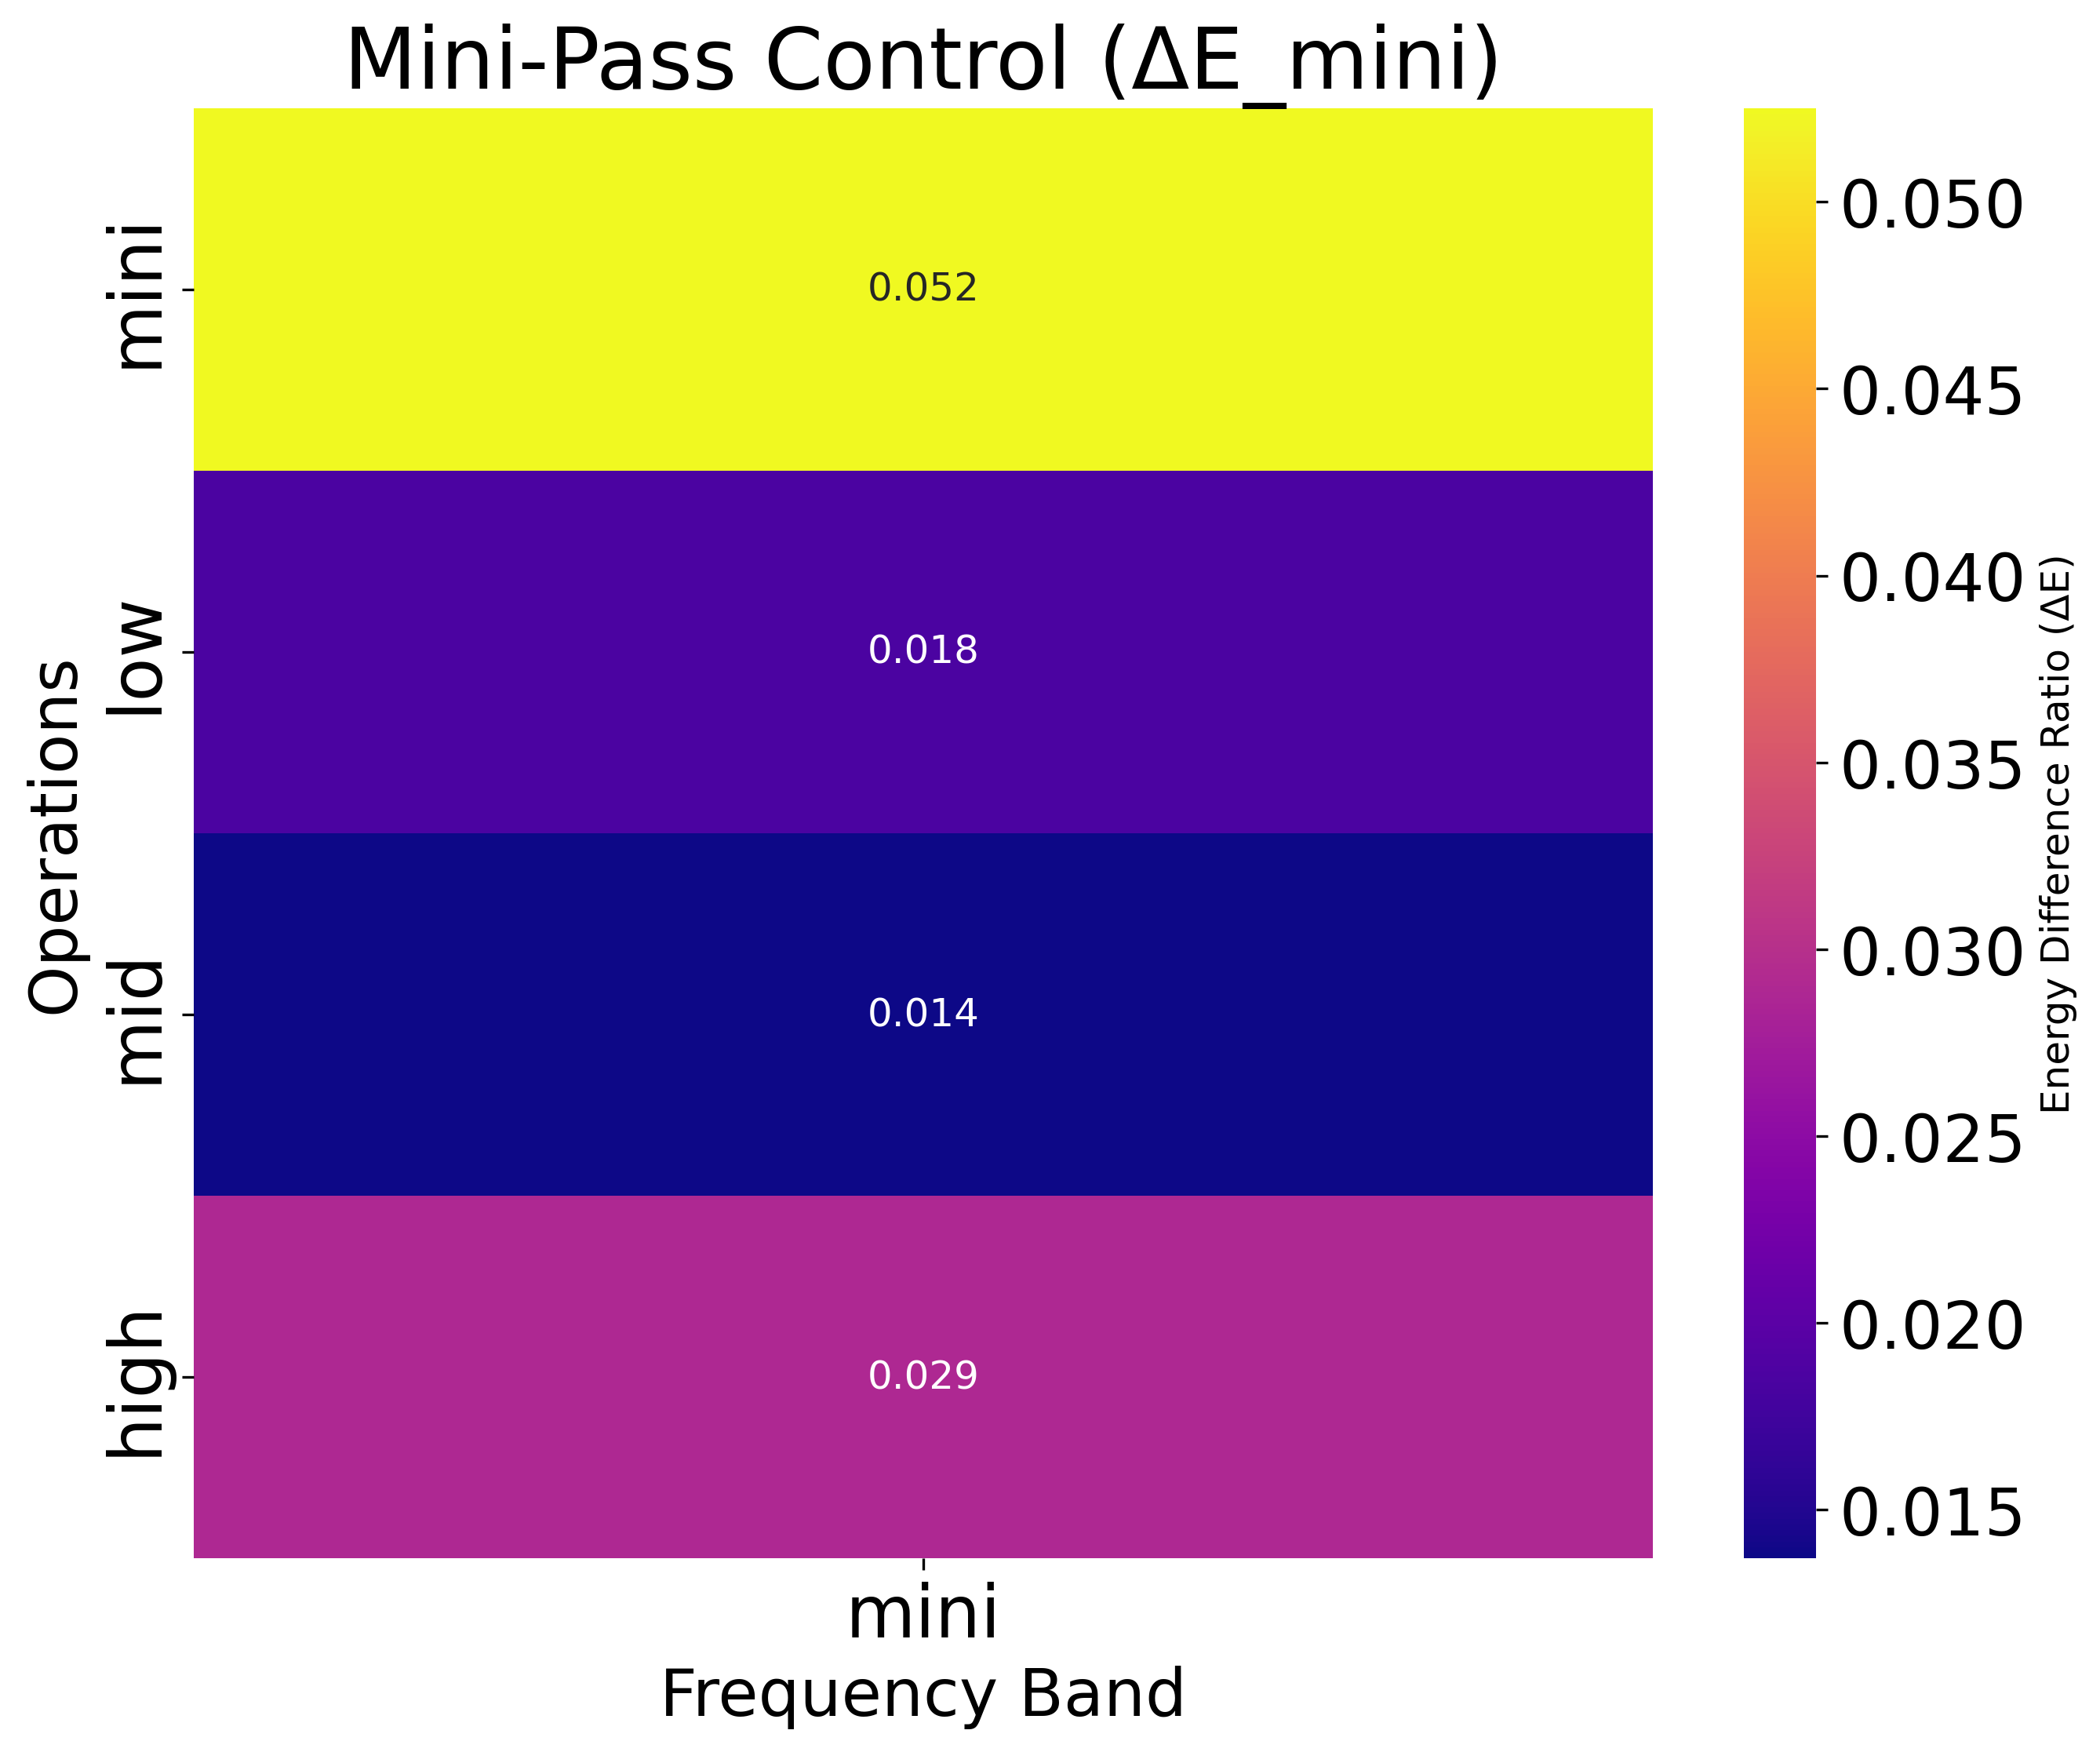 Mini-Pass Control (ΔE_mini)
Operations
mini
low
mid
high
0.052
0.018
0.014
0.029
mini
Frequency Band
0.050
0.045
0.040
0.035
0.030
0.025
0.020
0.015
Energy Difference Ratio (ΔE)